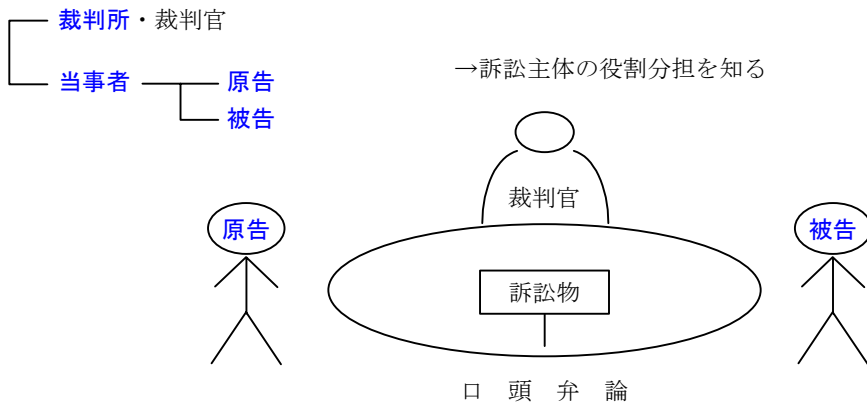 裁判所・裁判官
→訴訟主体の役割分担を知る
当事者 原告
被告
裁判官
原告
被告
訴訟物
口頭弁論